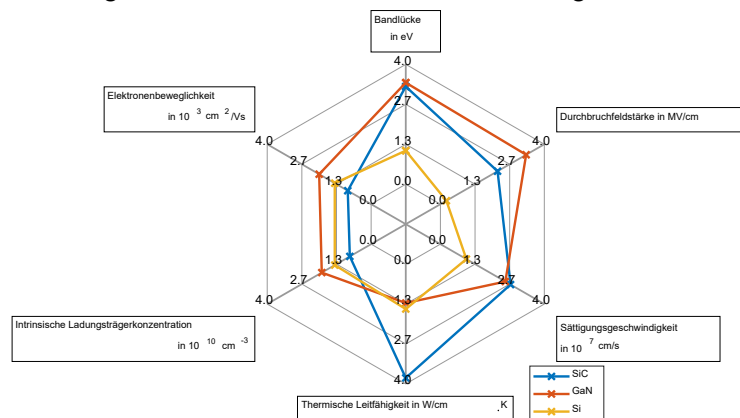 Bandlücke
in eV
4.0
Elektronenbeweglichkeit
in 10 3 cm 2/Vs
2.7
Durchbruchfeldstärke in MV/cm
4.0
1.3
4.0
2.7
2.7
1.3
0.0
1.3
0.0
0.0
0.0
0.0
1.3
0.0
1.3
2.7
1.3
2.7
4.0
4.0
Intrinsische Ladungsträgerkonzentration
in 10 10 cm -3
2.7
Sättigungsgeschwindigkeit
in 10 7 cm/s
4.0
Thermische Leitfähigkeit in W/cm .K
SiC
GaN
Si